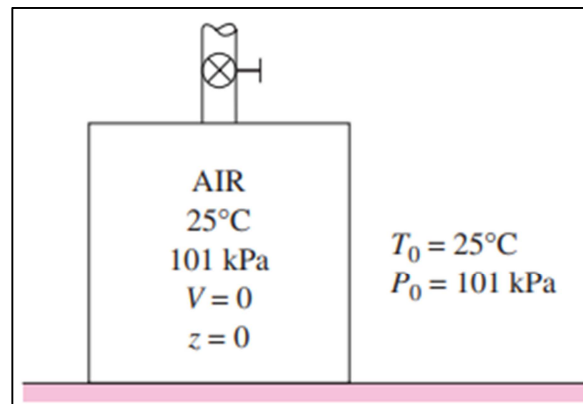 AIR
25°C
101 kPa
V = 0
z = 0
T₀ = 25°C
P₀ = 101 kPa